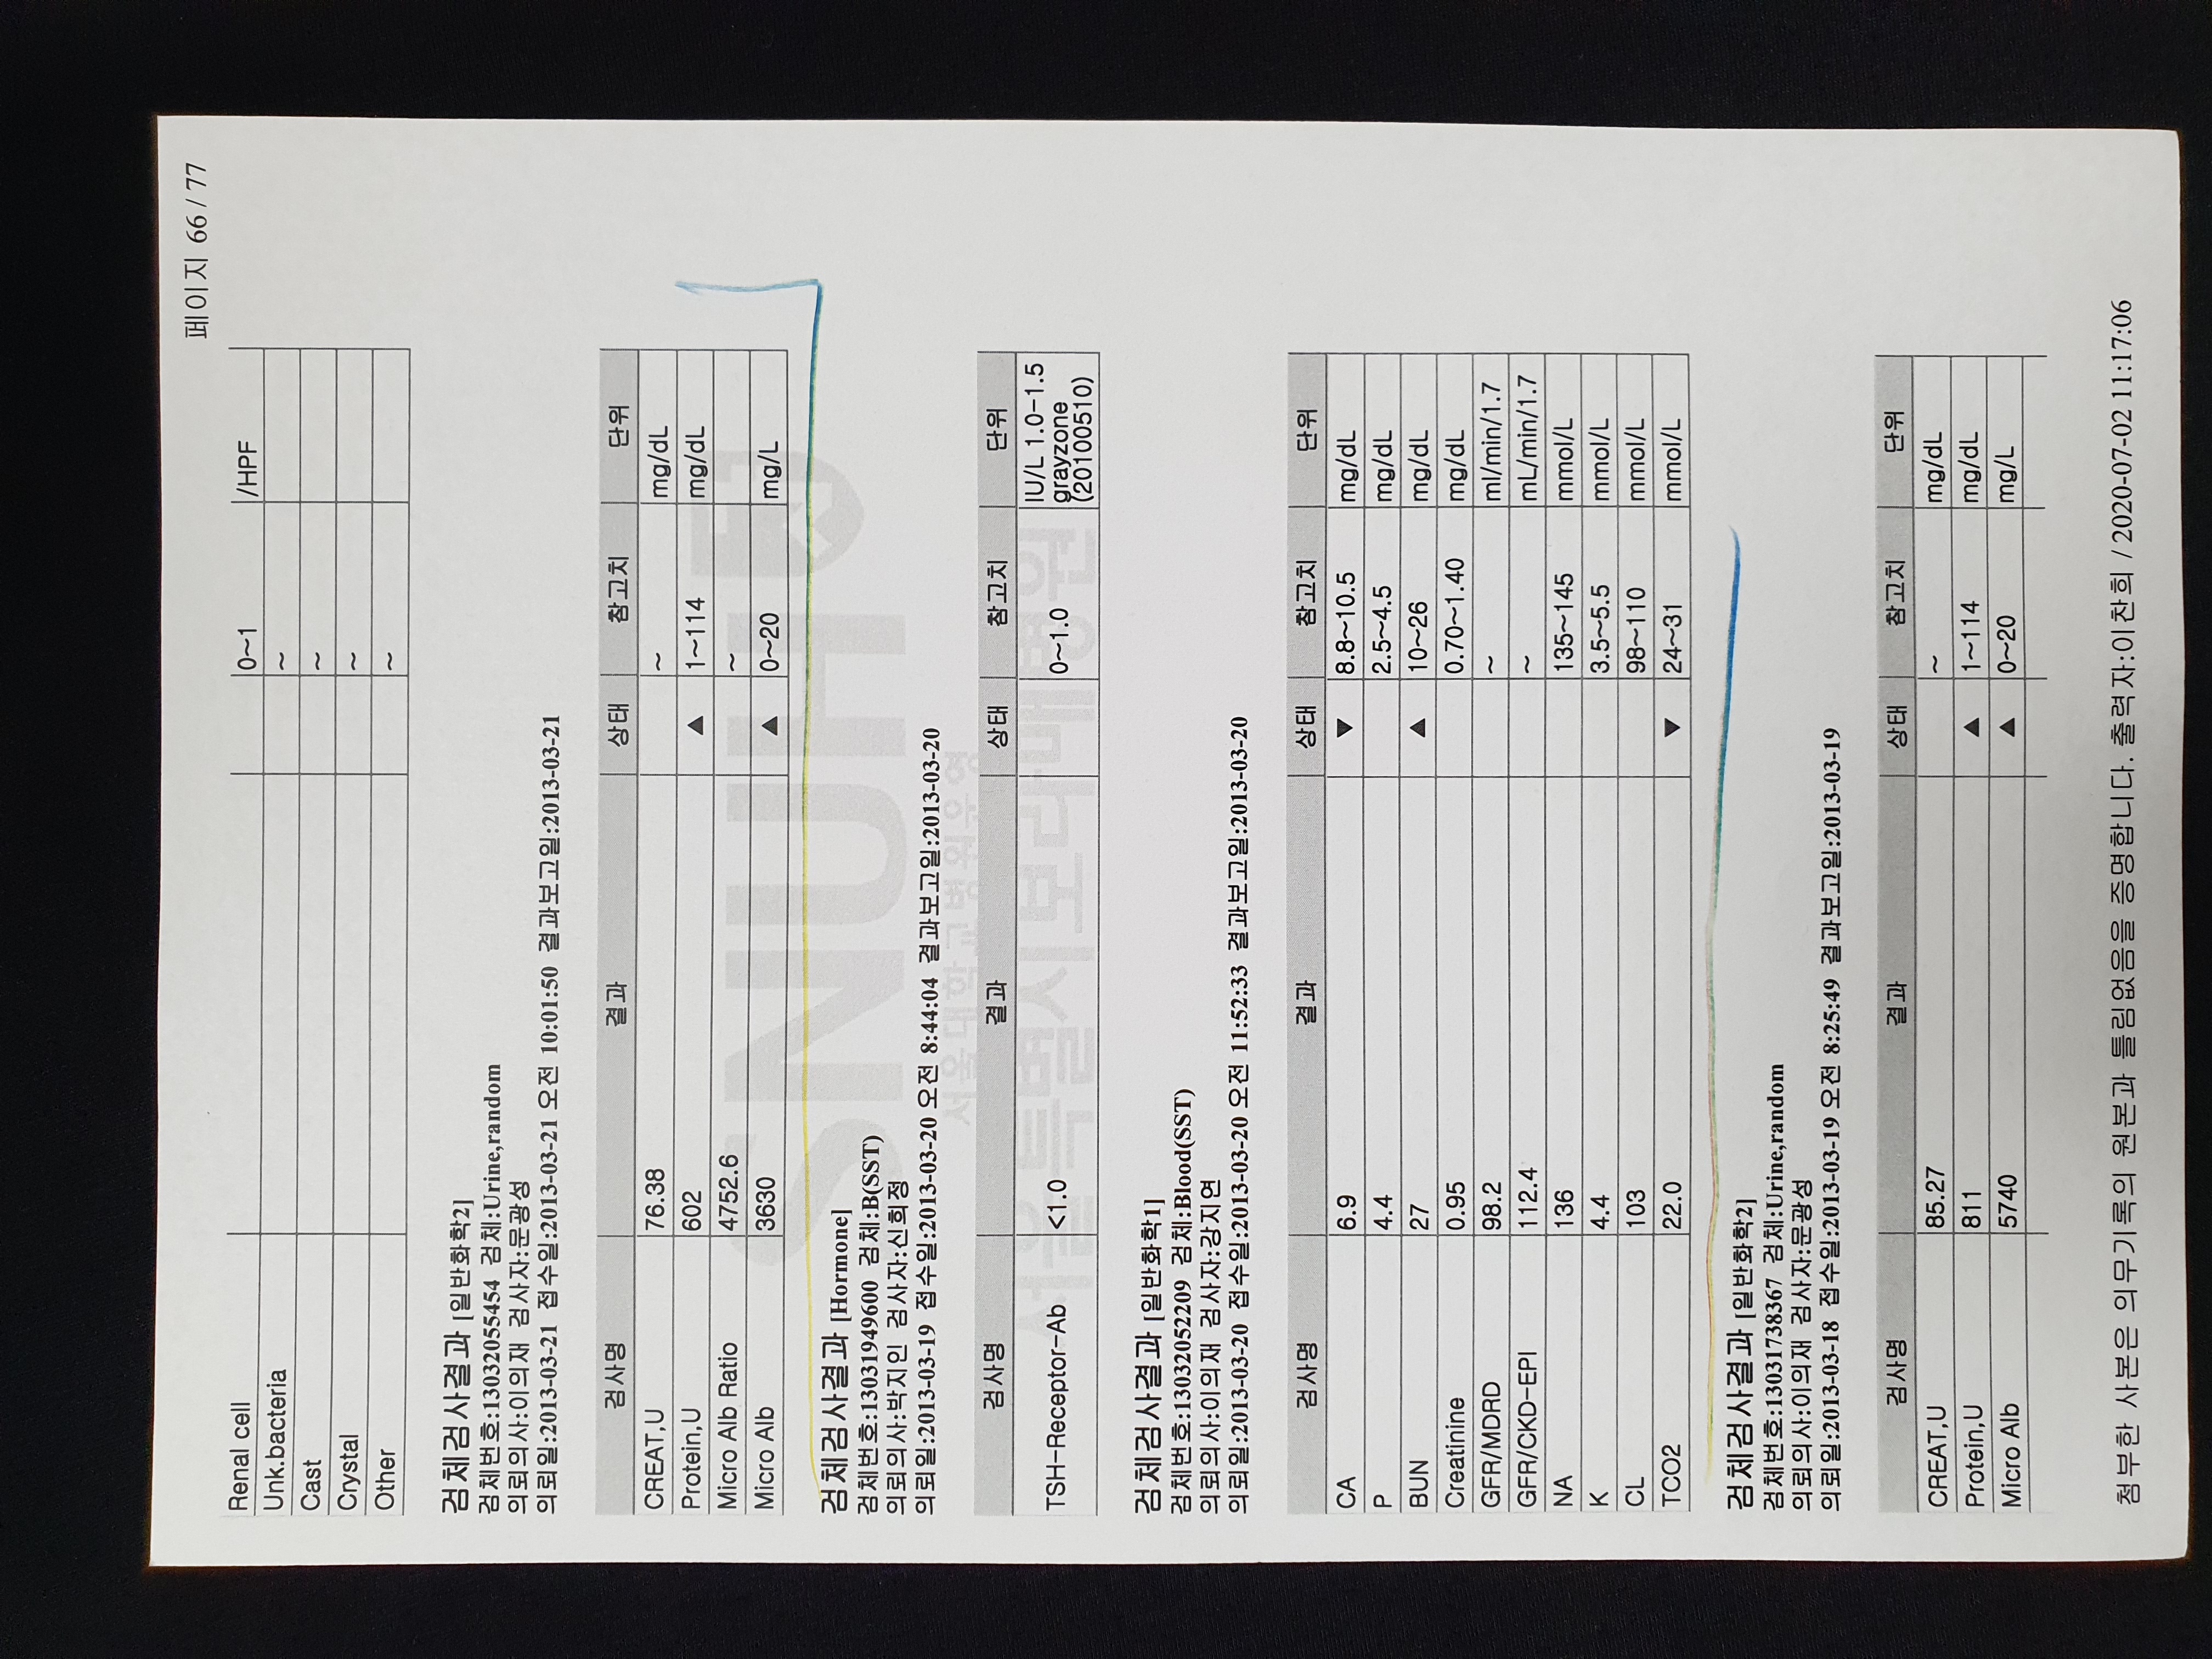 페이지 66 / 77
Renal cell 0~1 /HPF
Unk.bacteria ~
Cast ~
Crystal ~
Other ~
검체검사결과 [일반화학2]
검체번호:13032055454 검체:Urine,random
의뢰의사:이의재 검사자:문광성
의뢰일:2013-03-21 접수일:2013-03-21 오전 10:01:50 결과보고일:2013-03-21
검사명 결과 상태 참고치 단위
CREAT,U 76.38 ~ mg/dL
Protein,U 602 ▲ 1~114 mg/dL
Micro Alb Ratio 4752.6 ~
Micro Alb 3630 ▲ 0~20 mg/L
SNUH
검체검사결과 [Hormone]
검체번호:13031949600 검체:B(SST)
의뢰의사:박지인 검사자:신희정
의뢰일:2013-03-19 접수일:2013-03-20 오전 8:44:04 결과보고일:2013-03-20
서울대학교병원운영
서울특별시보라매병원
검사명 결과 상태 참고치 단위
TSH-Receptor-Ab <1.0 0~1.0 IU/L 1.0-1.5
grayzone
(20100510)
검체검사결과 [일반화학1]
검체번호:13032052209 검체:Blood(SST)
의뢰의사:이의재 검사자:강지연
의뢰일:2013-03-20 접수일:2013-03-20 오전 11:52:33 결과보고일:2013-03-20
검사명 결과 상태 참고치 단위
CA 6.9 ▼ 8.8~10.5 mg/dL
P 4.4 2.5~4.5 mg/dL
BUN 27 ▲ 10~26 mg/dL
Creatinine 0.95 0.70~1.40 mg/dL
GFR/MDRD 98.2 ~ ml/min/1.7
GFR/CKD-EPI 112.4 ~ mL/min/1.7
NA 136 135~145 mmol/L
K 4.4 3.5~5.5 mmol/L
CL 103 98~110 mmol/L
TCO2 22.0 ▼ 24~31 mmol/L
검체검사결과 [일반화학2]
검체번호:13031738367 검체:Urine,random
의뢰의사:이의재 검사자:문광성
의뢰일:2013-03-18 접수일:2013-03-19 오전 8:25:49 결과보고일:2013-03-19
검사명 결과 상태 참고치 단위
CREAT,U 85.27 ~ mg/dL
Protein,U 811 ▲ 1~114 mg/dL
Micro Alb 5740 ▲ 0~20 mg/L
첨부한 사본은 의무기록의 원본과 틀림없음을 증명합니다. 출력자:이찬희 / 2020-07-02 11:17:06